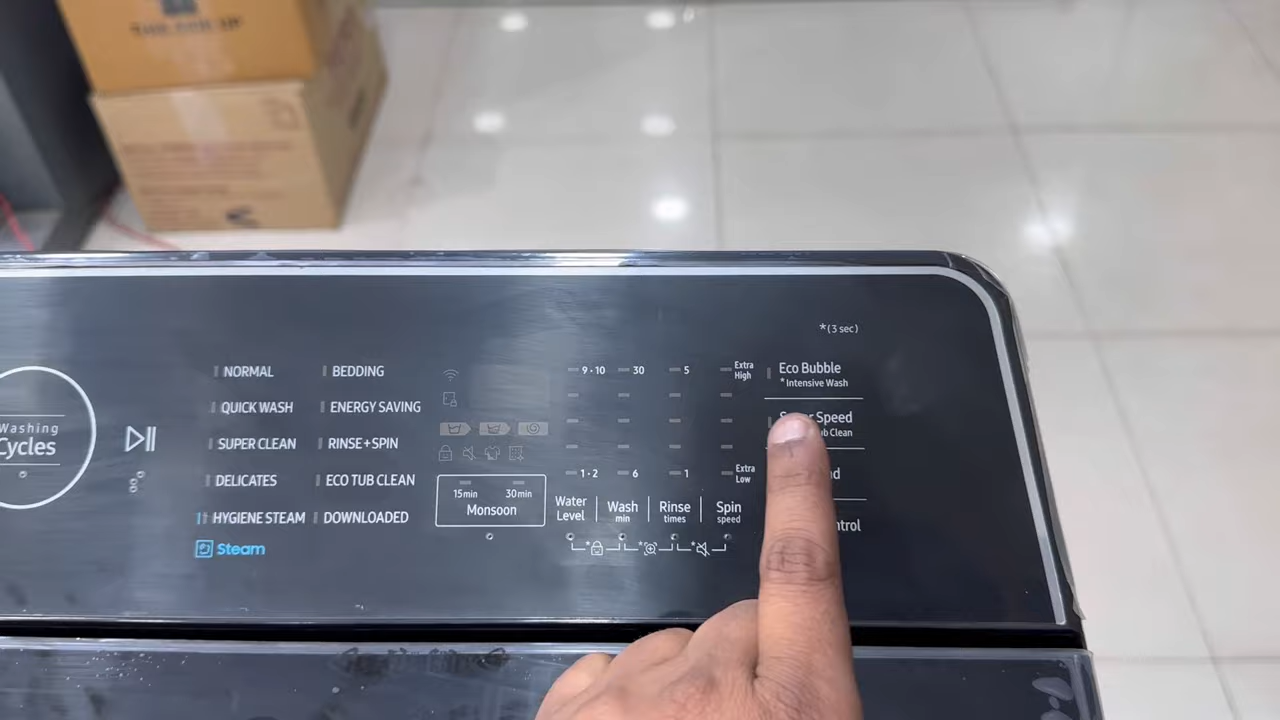 *(3 sec)
Washing
Cycles
NORMAL
QUICK WASH
SUPER CLEAN
DELICATES
HYGIENE STEAM
Steam
BEDDING
ENERGY SAVING
RINSE+SPIN
ECO TUB CLEAN
DOWNLOADED
15min 30min
Monsoon
9·10 30 5 Extra High
1·2 6 1 Extra Low
Water Level
Wash min
Rinse times
Spin speed
Eco Bubble
*Intensive Wash
Speed
Clean